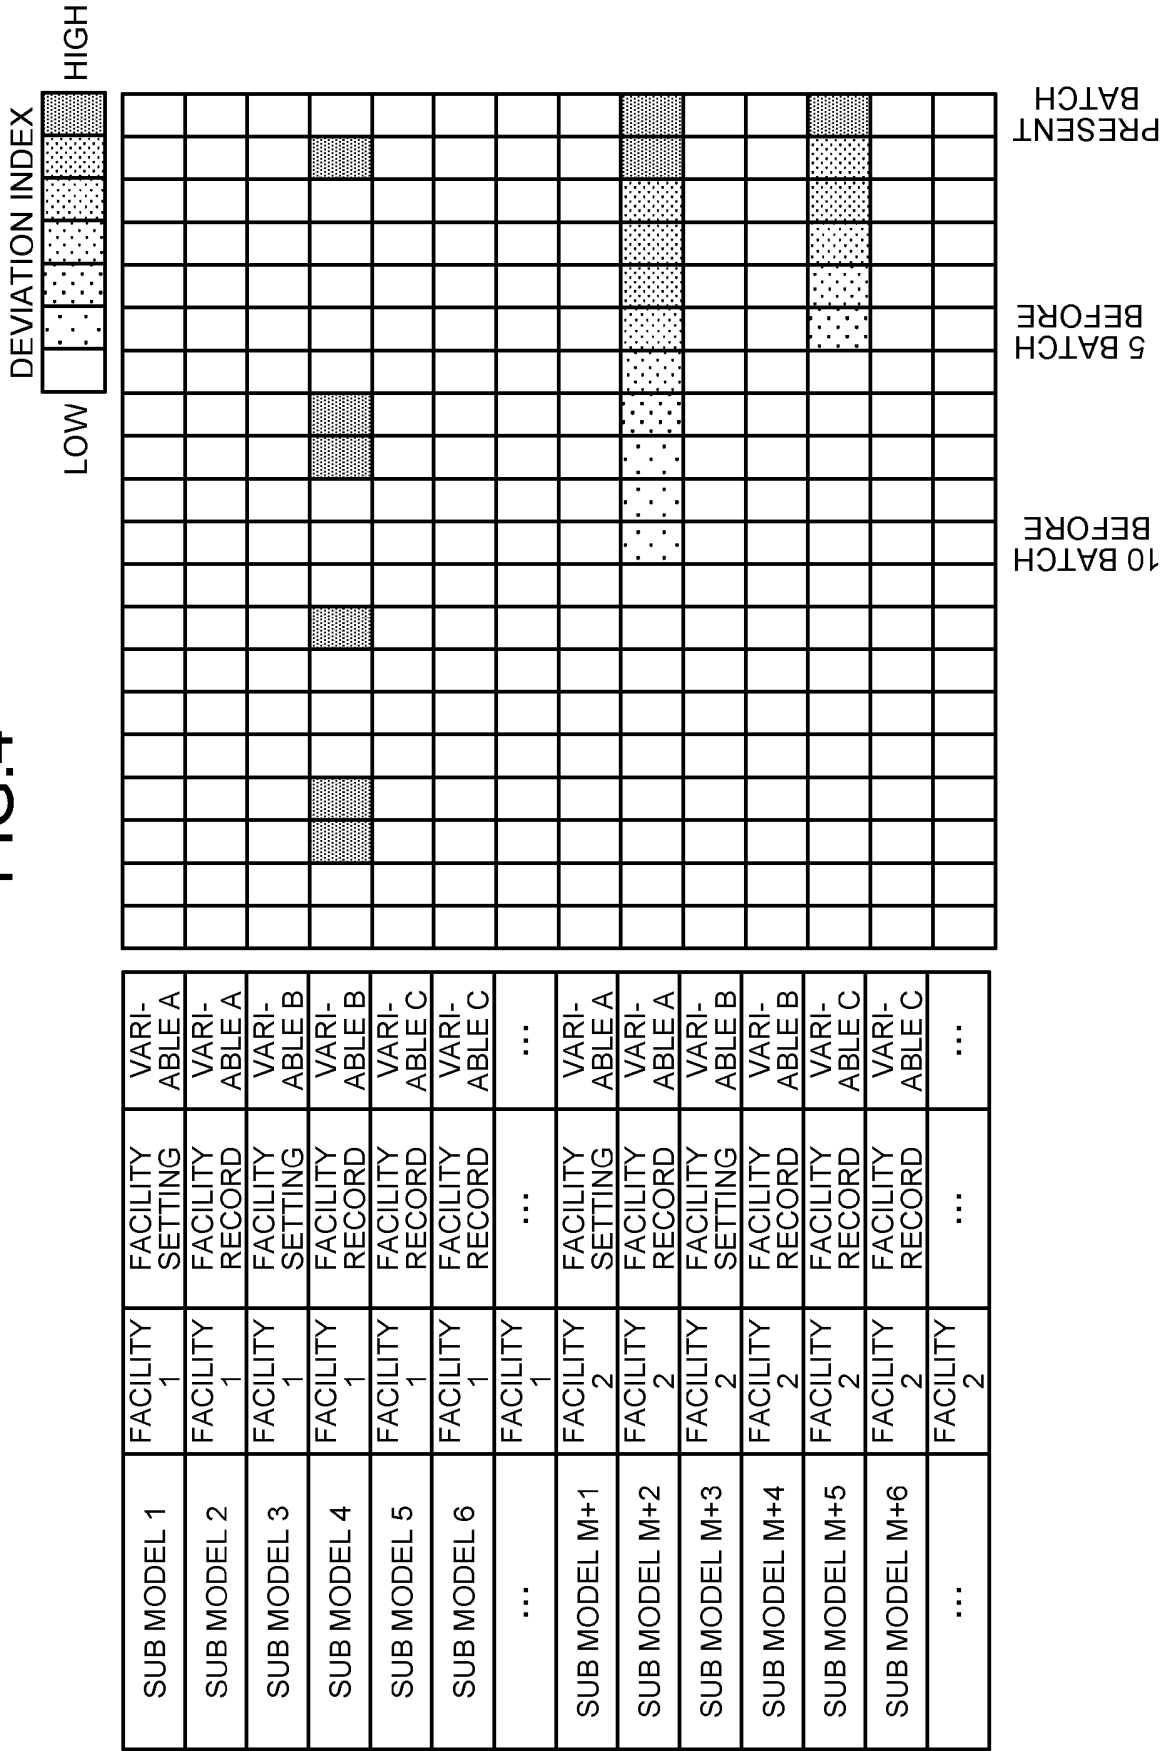 FIG.4
DEVIATION INDEX
LOW
HIGH
SUB MODEL 1
FACILITY
1
FACILITY
SETTING
VARI-
ABLE A
SUB MODEL 2
FACILITY
1
FACILITY
RECORD
VARI-
ABLE A
SUB MODEL 3
FACILITY
1
FACILITY
SETTING
VARI-
ABLE B
SUB MODEL 4
FACILITY
1
FACILITY
RECORD
VARI-
ABLE B
SUB MODEL 5
FACILITY
1
FACILITY
RECORD
VARI-
ABLE C
SUB MODEL 6
FACILITY
1
FACILITY
RECORD
VARI-
ABLE C
...
FACILITY
1
...
...
SUB MODEL M+1
FACILITY
2
FACILITY
SETTING
VARI-
ABLE A
SUB MODEL M+2
FACILITY
2
FACILITY
RECORD
VARI-
ABLE A
SUB MODEL M+3
FACILITY
2
FACILITY
SETTING
VARI-
ABLE B
SUB MODEL M+4
FACILITY
2
FACILITY
RECORD
VARI-
ABLE B
SUB MODEL M+5
FACILITY
2
FACILITY
RECORD
VARI-
ABLE C
SUB MODEL M+6
FACILITY
2
FACILITY
RECORD
VARI-
ABLE C
...
FACILITY
2
...
...
10 BATCH
BEFORE
5 BATCH
BEFORE
PRESENT
BATCH